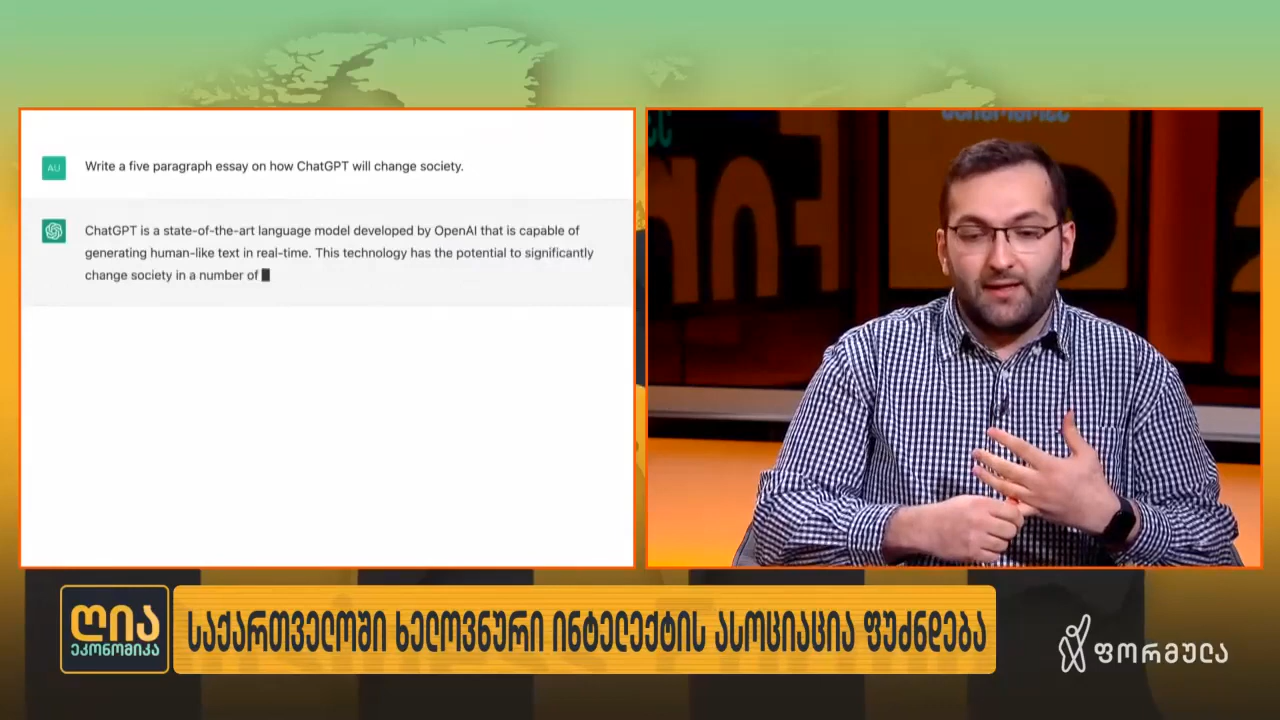 AU
Write a five paragraph essay on how ChatGPT will change society.
ChatGPT is a state-of-the-art language model developed by OpenAI that is capable of
generating human-like text in real-time. This technology has the potential to significantly
change society in a number of
ღია
ეკონომიკა
საქართველოში ხელოვნური ინტელექტის ასოციაცია ფუძნდება
ფორმულა